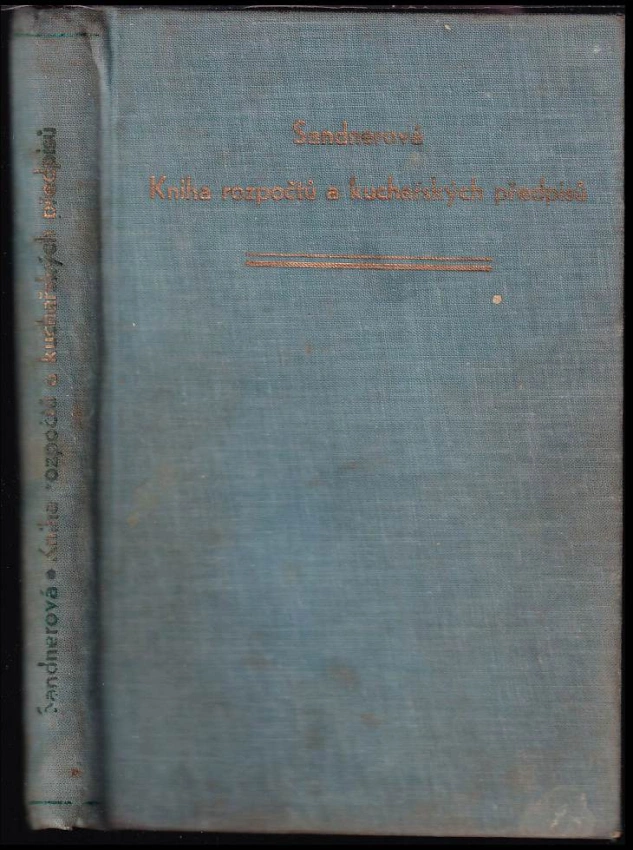 Sandnerová
Kniha rozpočtů a kuchařských předpisů
Sandnerová • Kniha rozpočtů a kuchařských předpisů